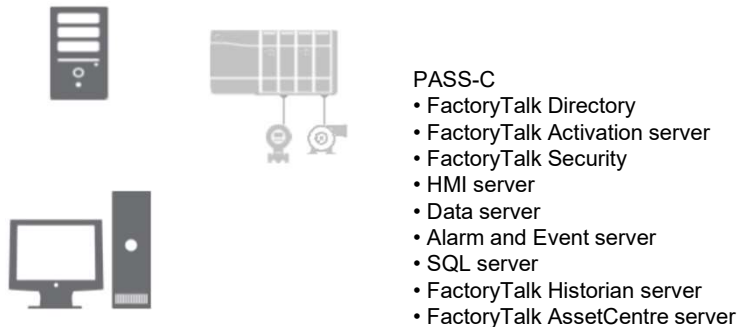 PASS-C
• FactoryTalk Directory
• FactoryTalk Activation server
• FactoryTalk Security
• HMI server
• Data server
• Alarm and Event server
• SQL server
• FactoryTalk Historian server
• FactoryTalk AssetCentre server